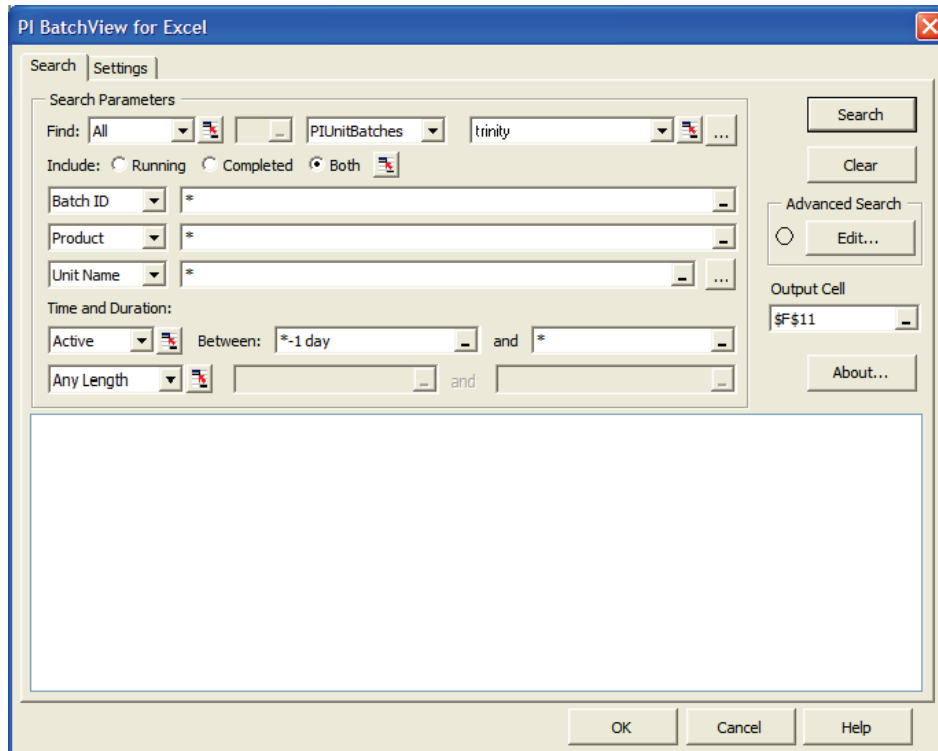 PI BatchView for Excel
Search Settings
Search Parameters
Find: All PIUnitBatches trinity ...
Search
Include: Running Completed Both
Clear
Batch ID *
Advanced Search
Product *
Edit...
Unit Name * ...
Output Cell
Time and Duration:
$F$11
Active Between: *-1 day and *
Any Length and
About...
OK Cancel Help